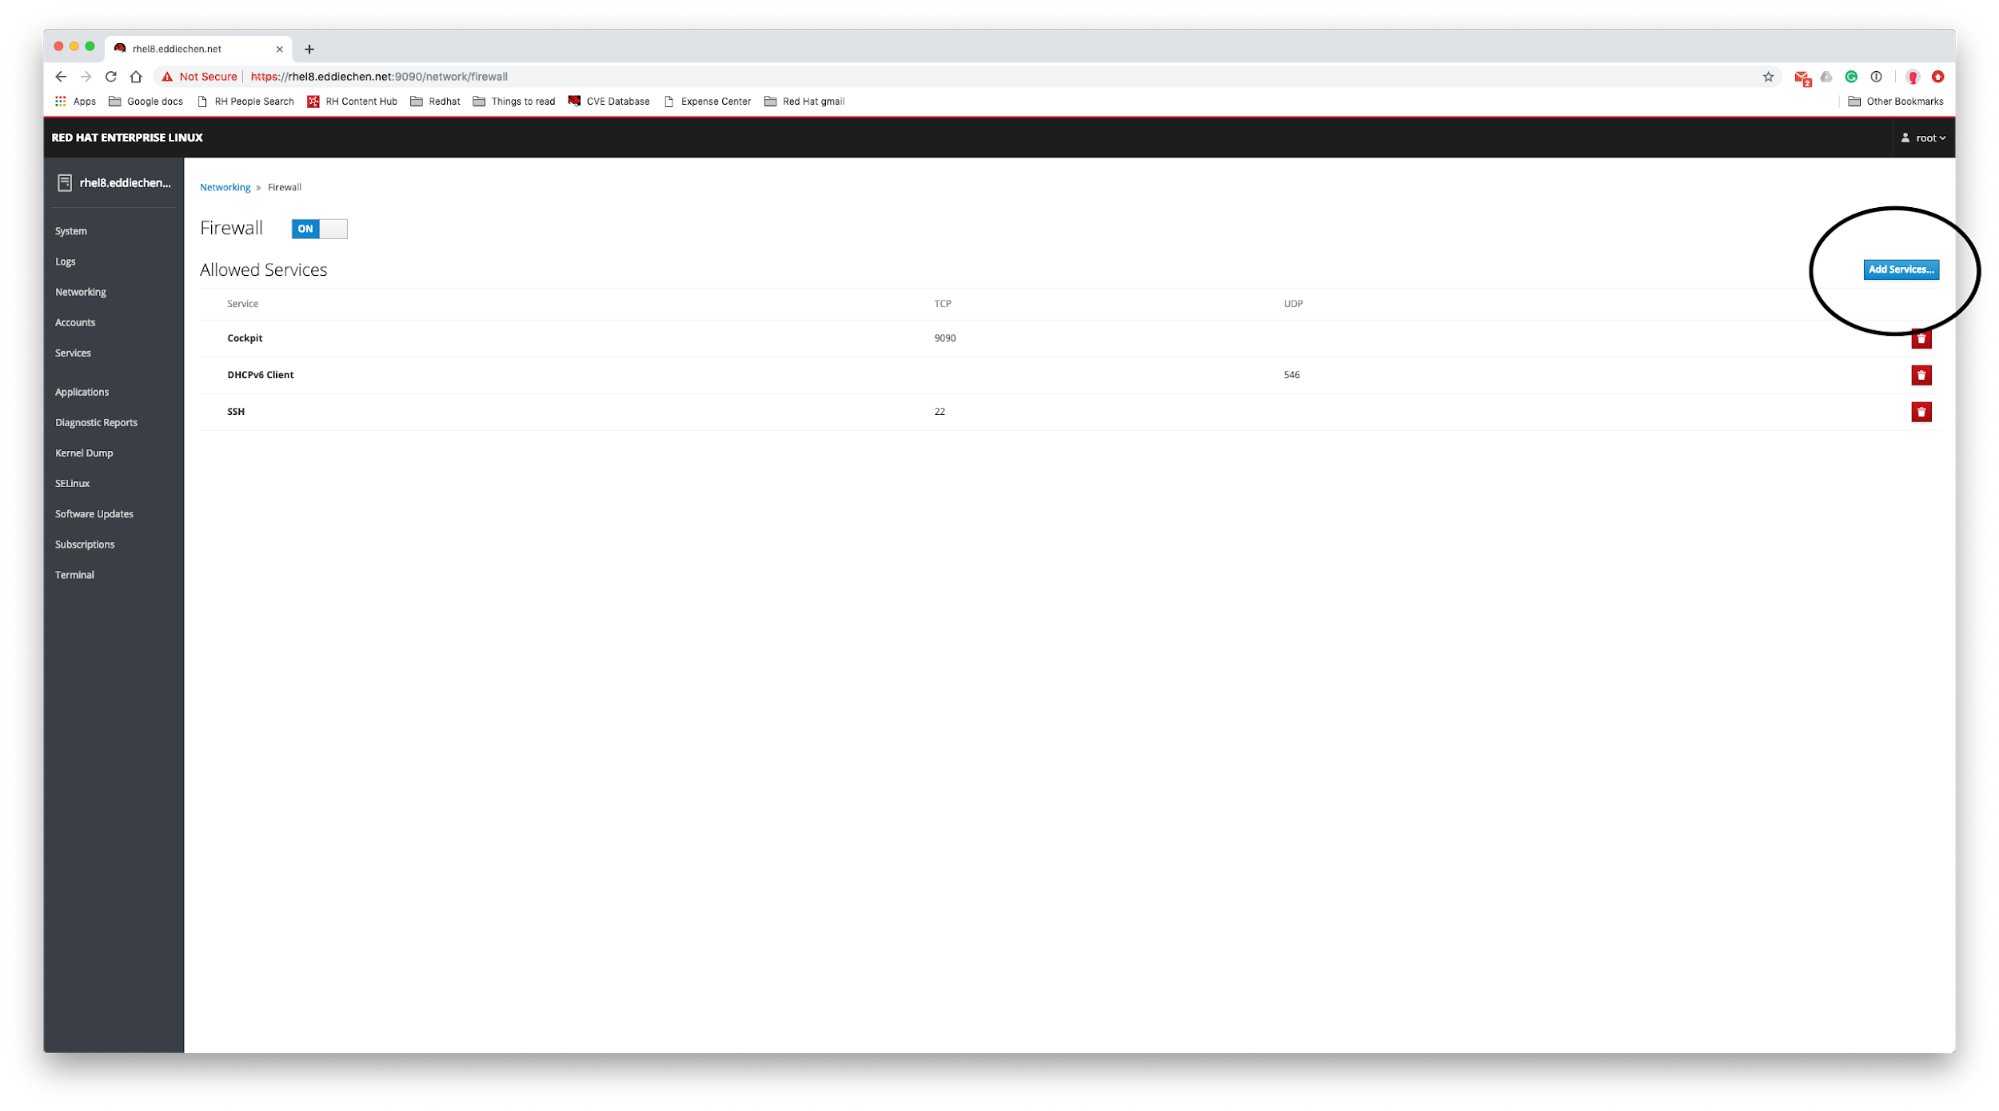 rhel8.eddiechen.net
Not Secure | https://rhel8.eddiechen.net:9090/network/firewall
2
Apps Google docs RH People Search RH Content Hub Redhat Things to read CVE Database Expense Center Red Hat gmail Other Bookmarks
RED HAT ENTERPRISE LINUX root
rhel8.eddiechen...
System
Logs
Networking
Accounts
Services
Applications
Diagnostic Reports
Kernel Dump
SELinux
Software Updates
Subscriptions
Terminal
Networking » Firewall
Firewall ON
Allowed Services Add Services...
Service TCP UDP
Cockpit 9090
DHCPv6 Client 546
SSH 22